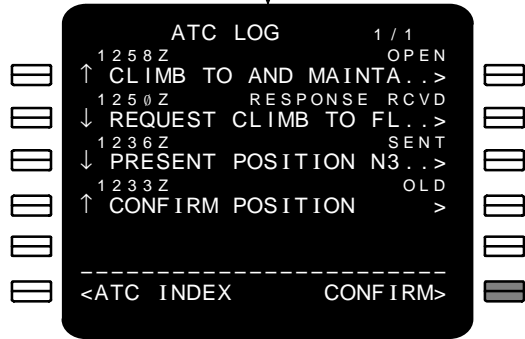 ATC LOG 1/1
1258Z OPEN
↑ CLIMB TO AND MAINTA..>
1250Z RESPONSE RCVD
↓ REQUEST CLIMB TO FL..>
1236Z SENT
↓ PRESENT POSITION N3..>
1233Z OLD
↑ CONFIRM POSITION >
------------------------
<ATC INDEX CONFIRM>